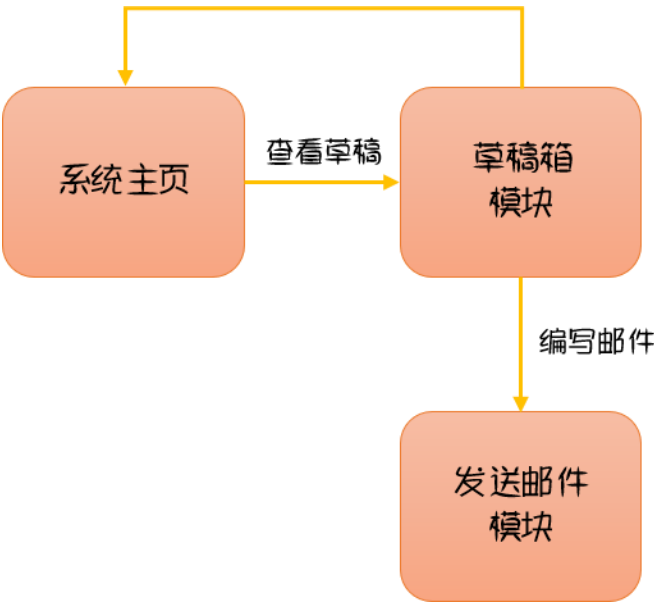 系统主页
查看草稿
草稿箱
模块
编写邮件
发送邮件
模块